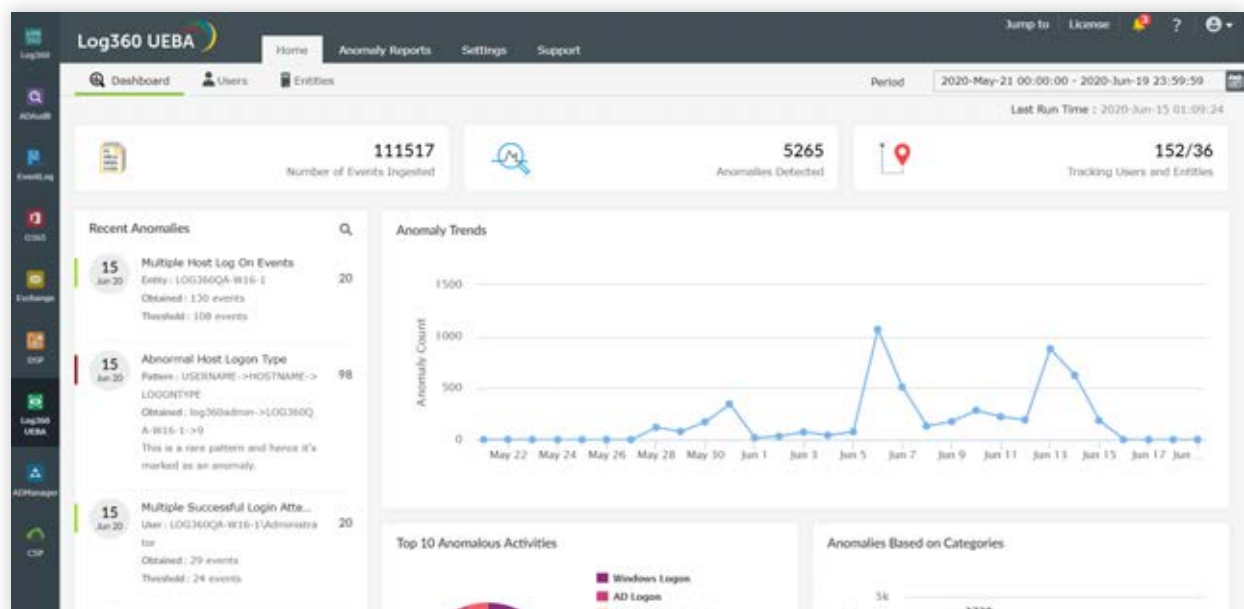 Log360 UEBA
Jump to License 3 ?
Home Anomaly Reports Settings Support
Dashboard Users Entities
Period 2020-May-21 00:00:00 - 2020-Jun-19 23:59:59
Last Run Time : 2020-Jun-15 01:09:24
111517
Number of Events Ingested
5265
Anomalies Detected
152/36
Tracking Users and Entities
Log360
ADAudit
EventLog
O365
Exchange
DSP
Log360
UEBA
ADManager
CSP
Recent Anomalies
15
Jun 20
Multiple Host Log On Events
Entity : LOG360QA-W16-1
Obtained : 130 events
Threshold : 108 events
20
15
Jun 20
Abnormal Host Logon Type
Pattern : USERNAME->HOSTNAME->
LOGONTYPE
Obtained : log360admin->LOG360Q
A-W16-1->9
This is a rare pattern and hence it's
marked as an anomaly.
98
15
Jun 20
Multiple Successful Login Atte...
User : LOG360QA-W16-1\Administra
tor
Obtained : 29 events
Threshold : 24 events
20
Anomaly Trends
Anomaly Count
1500
1000
500
0
May 22 May 24 May 26 May 28 May 30 Jun 1 Jun 3 Jun 5 Jun 7 Jun 9 Jun 11 Jun 13 Jun 15 Jun 17 Jun ...
Top 10 Anomalous Activities
Windows Logon
AD Logon
Anomalies Based on Categories
5k